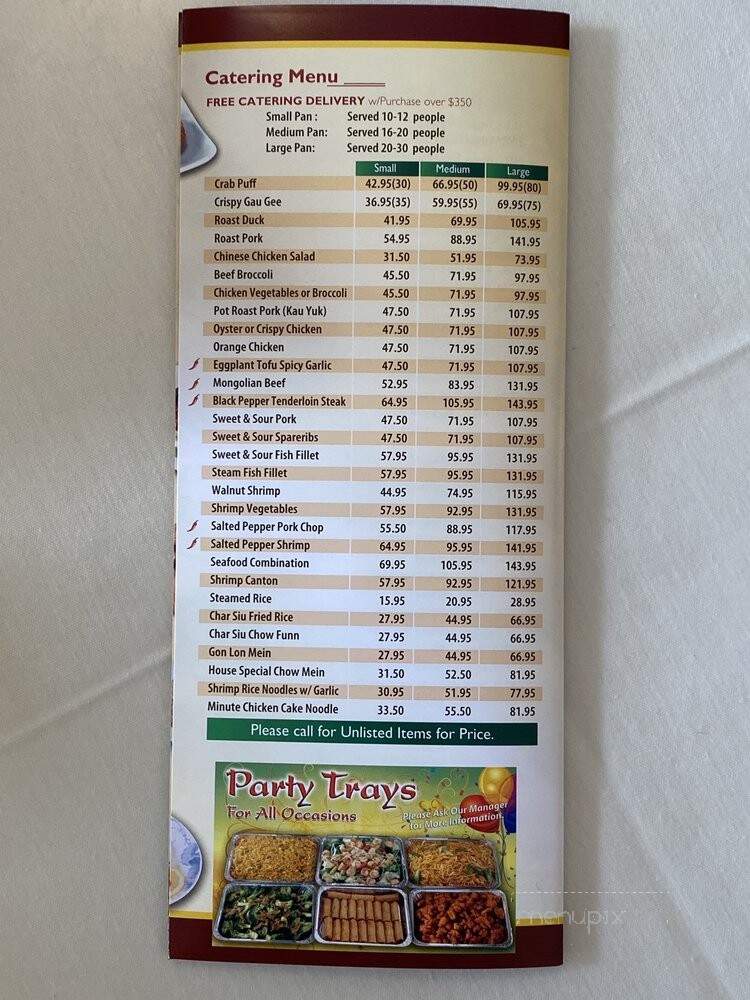 Catering Menu
FREE CATERING DELIVERY w/Purchase over $350
Small Pan : Served 10-12 people
Medium Pan: Served 16-20 people
Large Pan: Served 20-30 people
Small Medium Large
Crab Puff 42.95(30) 66.95(50) 99.95(80)
Crispy Gau Gee 36.95(35) 59.95(55) 69.95(75)
Roast Duck 41.95 69.95 105.95
Roast Pork 54.95 88.95 141.95
Chinese Chicken Salad 31.50 51.95 73.95
Beef Broccoli 45.50 71.95 97.95
Chicken Vegetables or Broccoli 45.50 71.95 97.95
Pot Roast Pork (Kau Yuk) 47.50 71.95 107.95
Oyster or Crispy Chicken 47.50 71.95 107.95
Orange Chicken 47.50 71.95 107.95
Eggplant Tofu Spicy Garlic 47.50 71.95 107.95
Mongolian Beef 52.95 83.95 131.95
Black Pepper Tenderloin Steak 64.95 105.95 143.95
Sweet & Sour Pork 47.50 71.95 107.95
Sweet & Sour Spareribs 47.50 71.95 107.95
Sweet & Sour Fish Fillet 57.95 95.95 131.95
Steam Fish Fillet 57.95 95.95 131.95
Walnut Shrimp 44.95 74.95 115.95
Shrimp Vegetables 57.95 92.95 131.95
Salted Pepper Pork Chop 55.50 88.95 117.95
Salted Pepper Shrimp 64.95 95.95 141.95
Seafood Combination 69.95 105.95 143.95
Shrimp Canton 57.95 92.95 121.95
Steamed Rice 15.95 20.95 28.95
Char Siu Fried Rice 27.95 44.95 66.95
Char Siu Chow Funn 27.95 44.95 66.95
Gon Lon Mein 27.95 44.95 66.95
House Special Chow Mein 31.50 52.50 81.95
Shrimp Rice Noodles w/ Garlic 30.95 51.95 77.95
Minute Chicken Cake Noodle 33.50 55.50 81.95
Please call for Unlisted Items for Price.
Party Trays
For All Occasions
Please Ask Our Manager
for More Information.
menupix